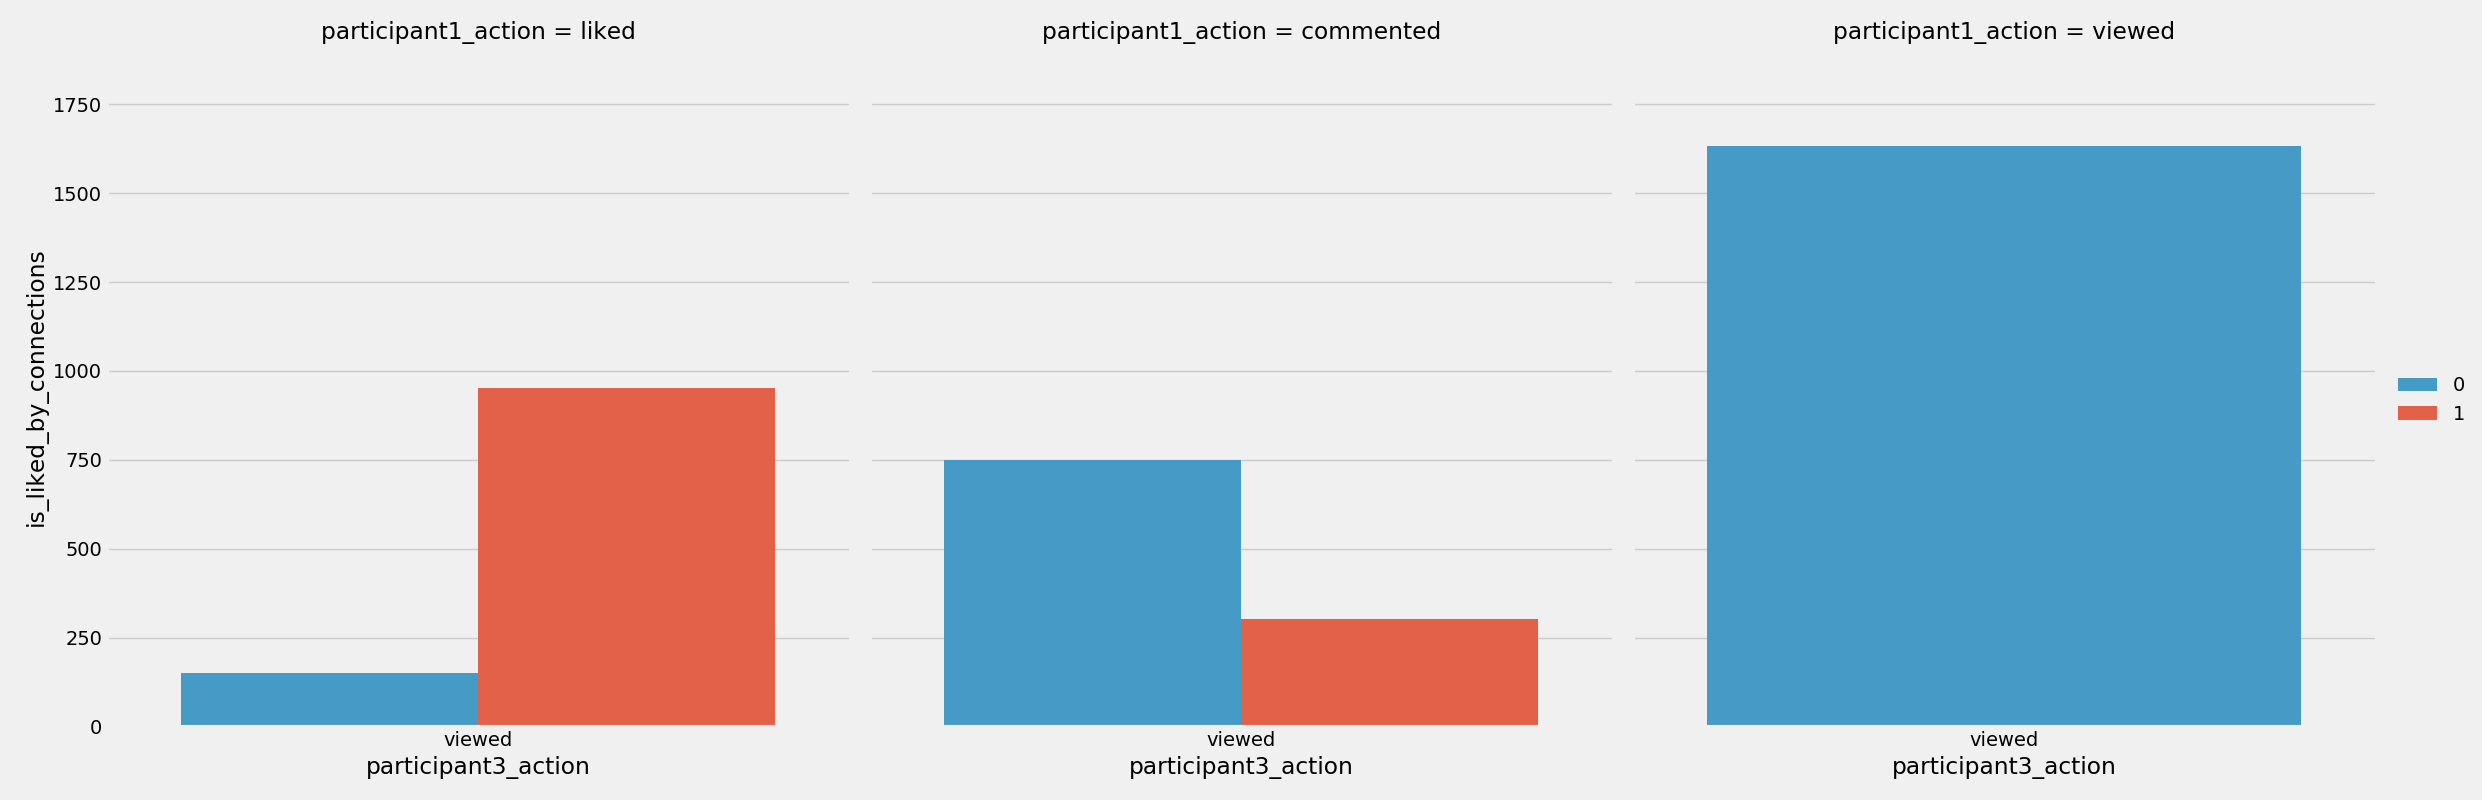 participant1_action = liked
participant1_action = commented
participant1_action = viewed
is_liked_by_connections
1750
1500
1250
1000
750
500
250
0
viewed
viewed
viewed
participant3_action
participant3_action
participant3_action
0
1